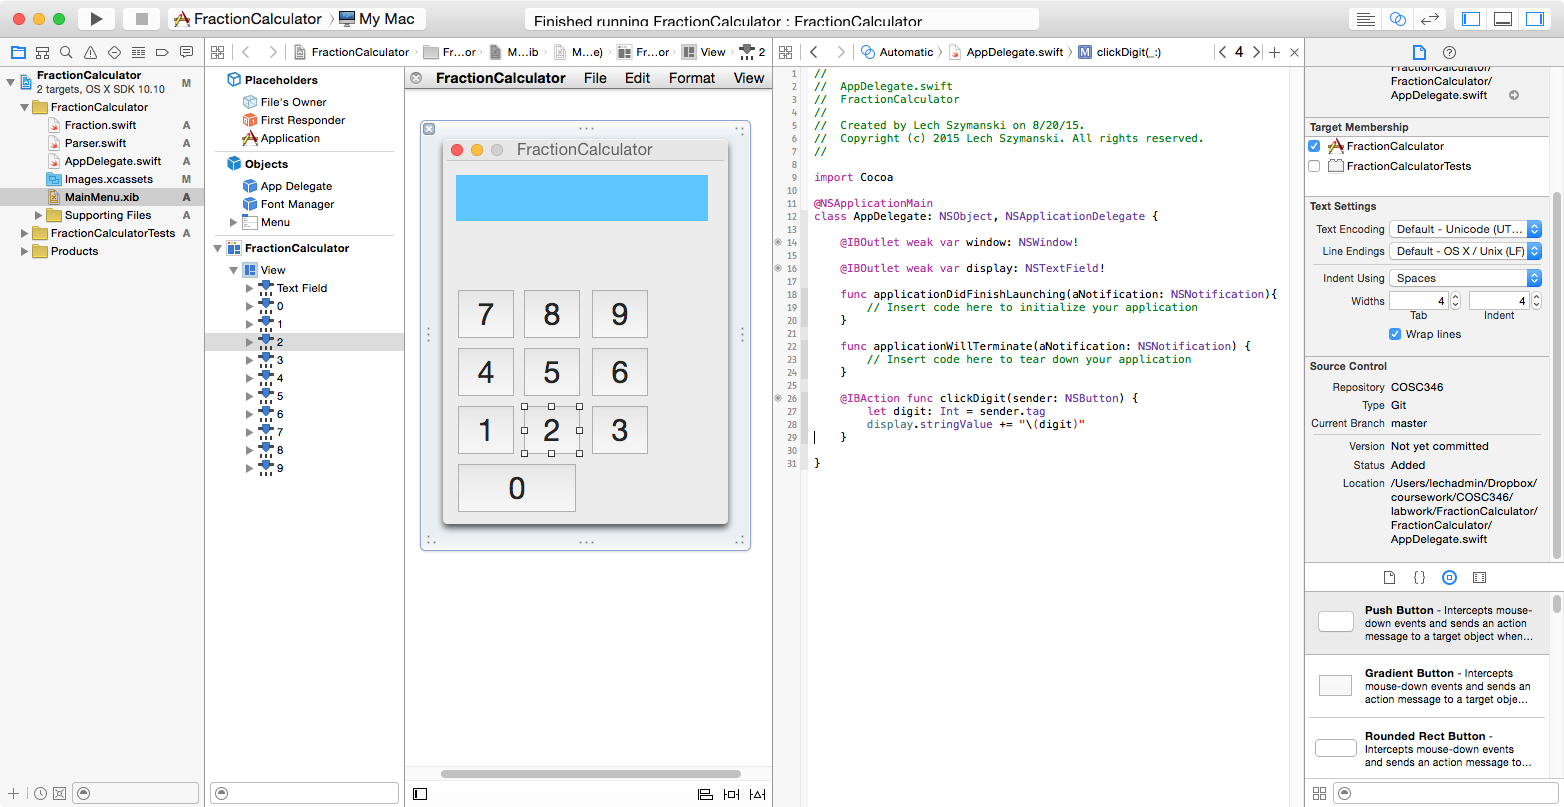 FractionCalculator › My Mac
Finished running FractionCalculator : FractionCalculator
FractionCalculator
2 targets, OS X SDK 10.10
M
FractionCalculator
Fraction.swift A
Parser.swift A
AppDelegate.swift A
Images.xcassets M
MainMenu.xib A
Supporting Files A
FractionCalculatorTests A
Products
FractionCalculator Fr...or M...ib M...e) Fr...or View 2
Placeholders
File's Owner
First Responder
Application
Objects
App Delegate
Font Manager
Menu
FractionCalculator
View
Text Field
0
1
2
3
4
5
6
7
8
9
FractionCalculator File Edit Format View
FractionCalculator
7 8 9
4 5 6
1 2 3
0
Automatic AppDelegate.swift M clickDigit(_:) < 4 >
1 //
2 //  AppDelegate.swift
3 //  FractionCalculator
4 //
5 //  Created by Lech Szymanski on 8/20/15.
6 //  Copyright (c) 2015 Lech Szymanski. All rights reserved.
7 //
8
9 import Cocoa
10
11 @NSApplicationMain
12 class AppDelegate: NSObject, NSApplicationDelegate {
13
14     @IBOutlet weak var window: NSWindow!
15
16     @IBOutlet weak var display: NSTextField!
17
18     func applicationDidFinishLaunching(aNotification: NSNotification){
19         // Insert code here to initialize your application
20     }
21
22     func applicationWillTerminate(aNotification: NSNotification) {
23         // Insert code here to tear down your application
24     }
25
26     @IBAction func clickDigit(sender: NSButton) {
27         let digit: Int = sender.tag
28         display.stringValue += "\(digit)"
29     }
30
31 }
FractionCalculator/
FractionCalculator/
AppDelegate.swift
Target Membership
FractionCalculator
FractionCalculatorTests
Text Settings
Text Encoding Default - Unicode (UT...
Line Endings Default - OS X / Unix (LF)
Indent Using Spaces
Widths 4 4
Tab Indent
Wrap lines
Source Control
Repository COSC346
Type Git
Current Branch master
Version Not yet committed
Status Added
Location /Users/lechadmin/Dropbox/
coursework/COSC346/
labwork/FractionCalculator/
FractionCalculator/
AppDelegate.swift
Push Button - Intercepts mouse-
down events and sends an action
message to a target object when...
Gradient Button - Intercepts
mouse-down events and sends an
action message to a target obje...
Rounded Rect Button -
Intercepts mouse-down events
and sends an action message to...